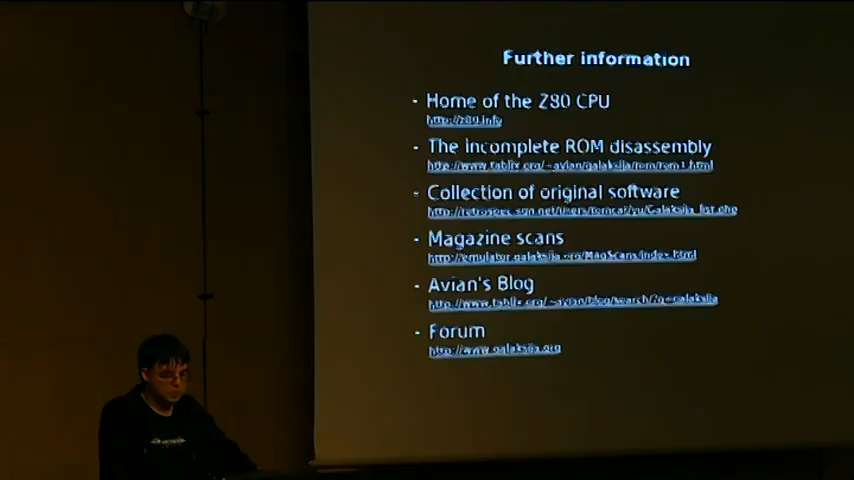 Further information
- Home of the Z80 CPU
http://z80.info
- The incomplete ROM disassembly
http://www.tablix.org/~avian/galaksija/rom/rom1.html
- Collection of original software
http://retrospec.sgn.net/users/tomcat/yu/Galaksija_list.php
- Magazine scans
http://emulator.galaksija.org/MagScans/index.html
- Avian's Blog
http://www.tablix.org/~avian/blog/search/?q=galaksija
- Forum
http://www.galaksija.org